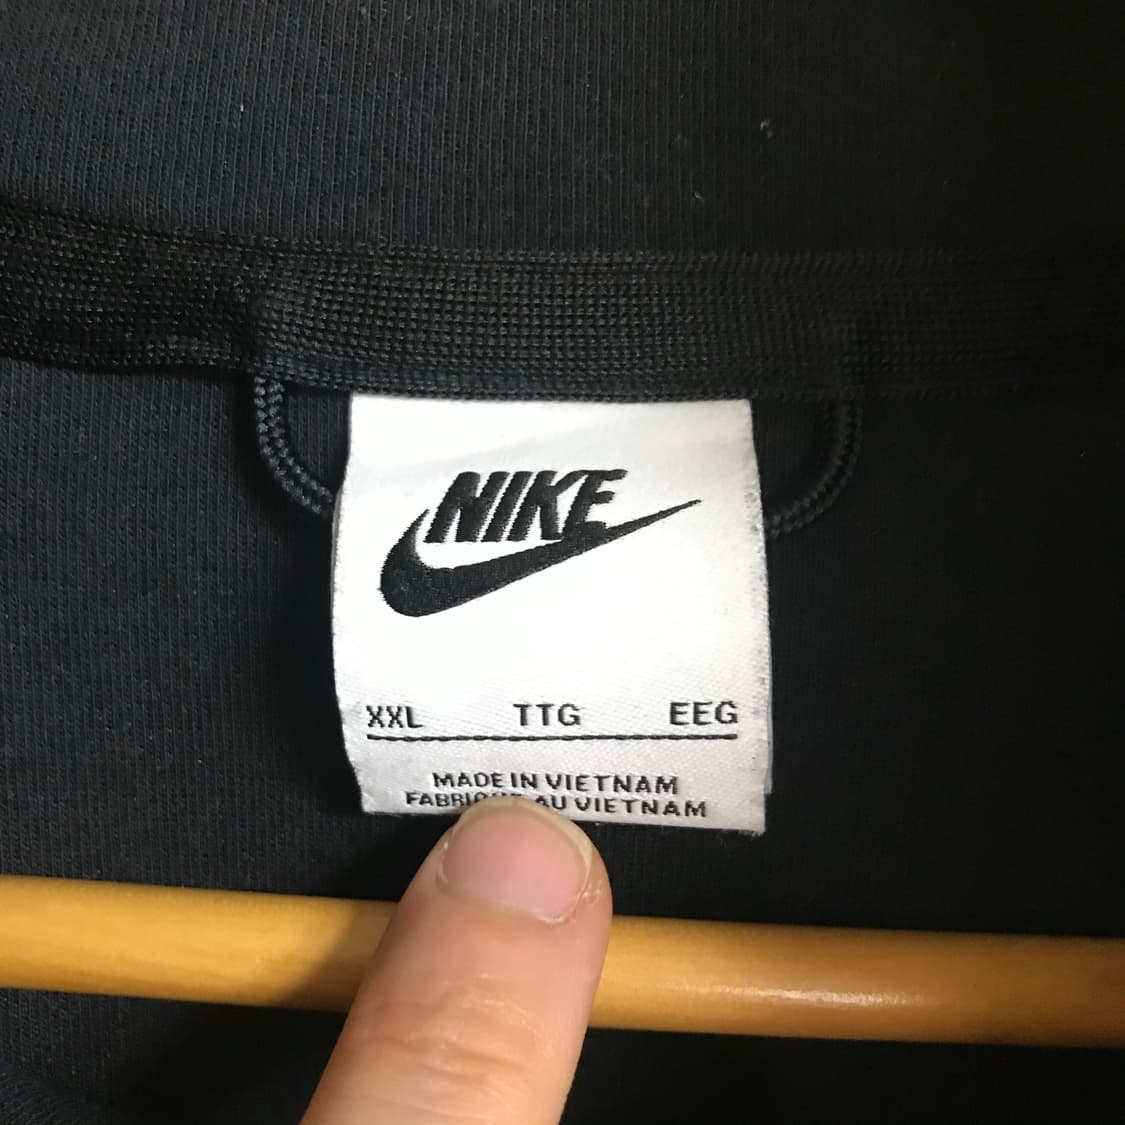 NIKE
XXL TTG EEG
MADE IN VIETNAM
AU VIETNAM